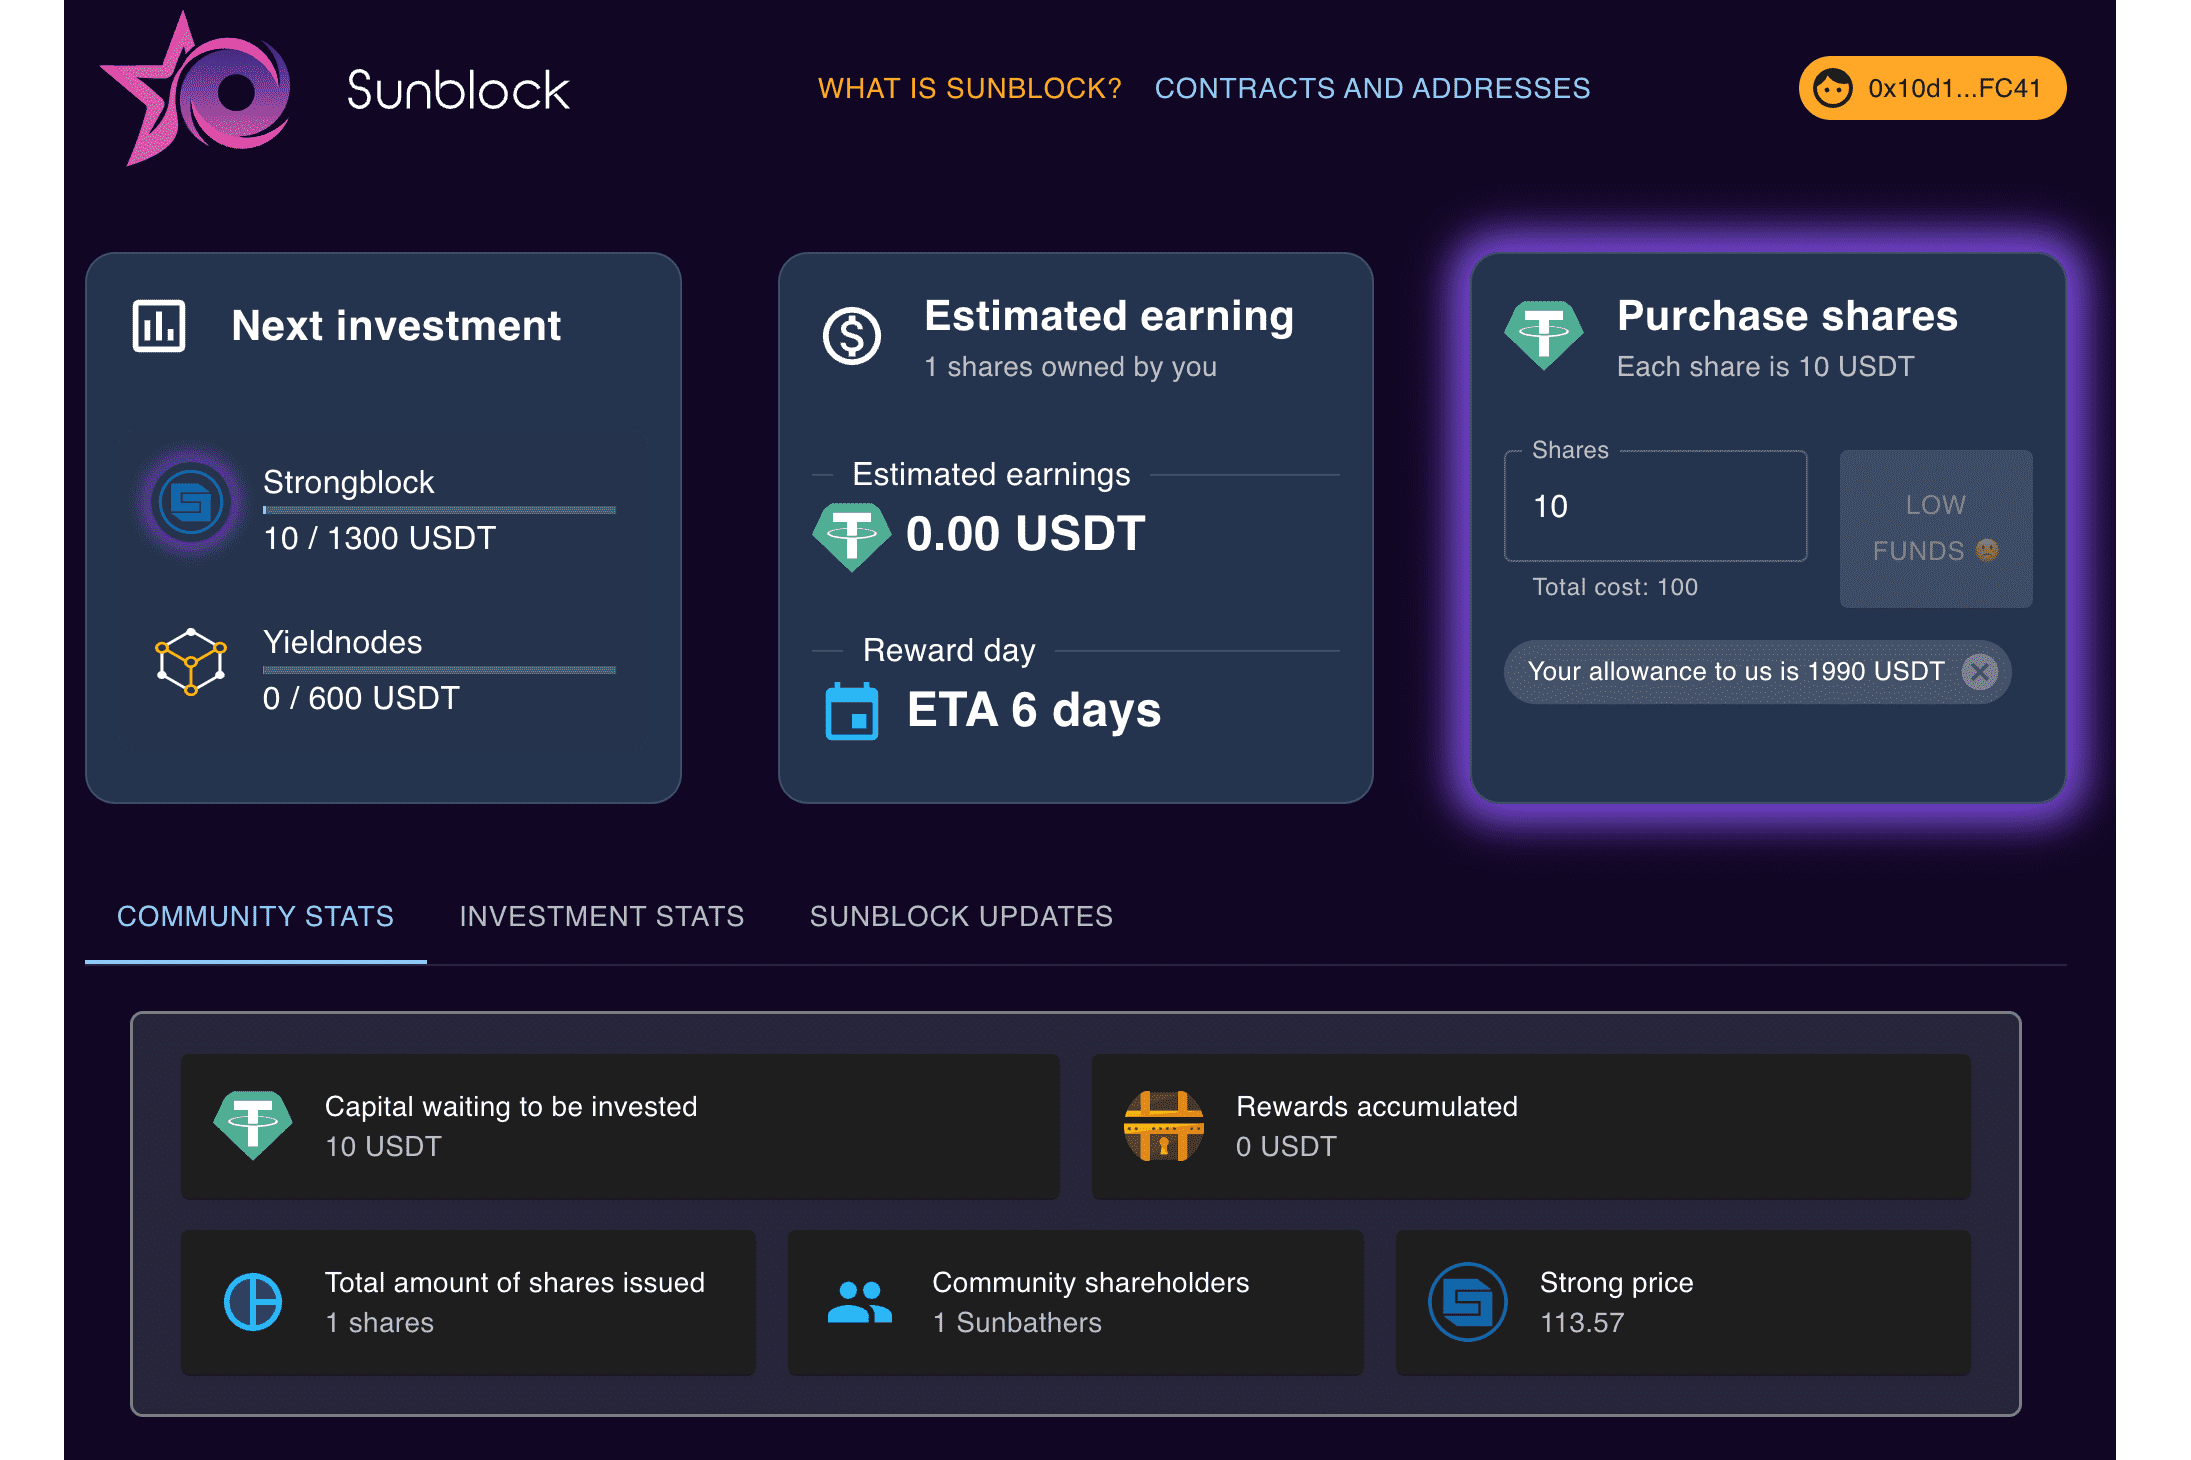 Sunblock
WHAT IS SUNBLOCK?
CONTRACTS AND ADDRESSES
0x10d1...FC41
Next investment
Strongblock
10 / 1300 USDT
Yieldnodes
0 / 600 USDT
Estimated earning
1 shares owned by you
Estimated earnings
0.00 USDT
Reward day
ETA 6 days
Purchase shares
Each share is 10 USDT
Shares
10
Total cost: 100
LOW
FUNDS 😢
Your allowance to us is 1990 USDT
COMMUNITY STATS
INVESTMENT STATS
SUNBLOCK UPDATES
Capital waiting to be invested
10 USDT
Rewards accumulated
0 USDT
Total amount of shares issued
1 shares
Community shareholders
1 Sunbathers
Strong price
113.57